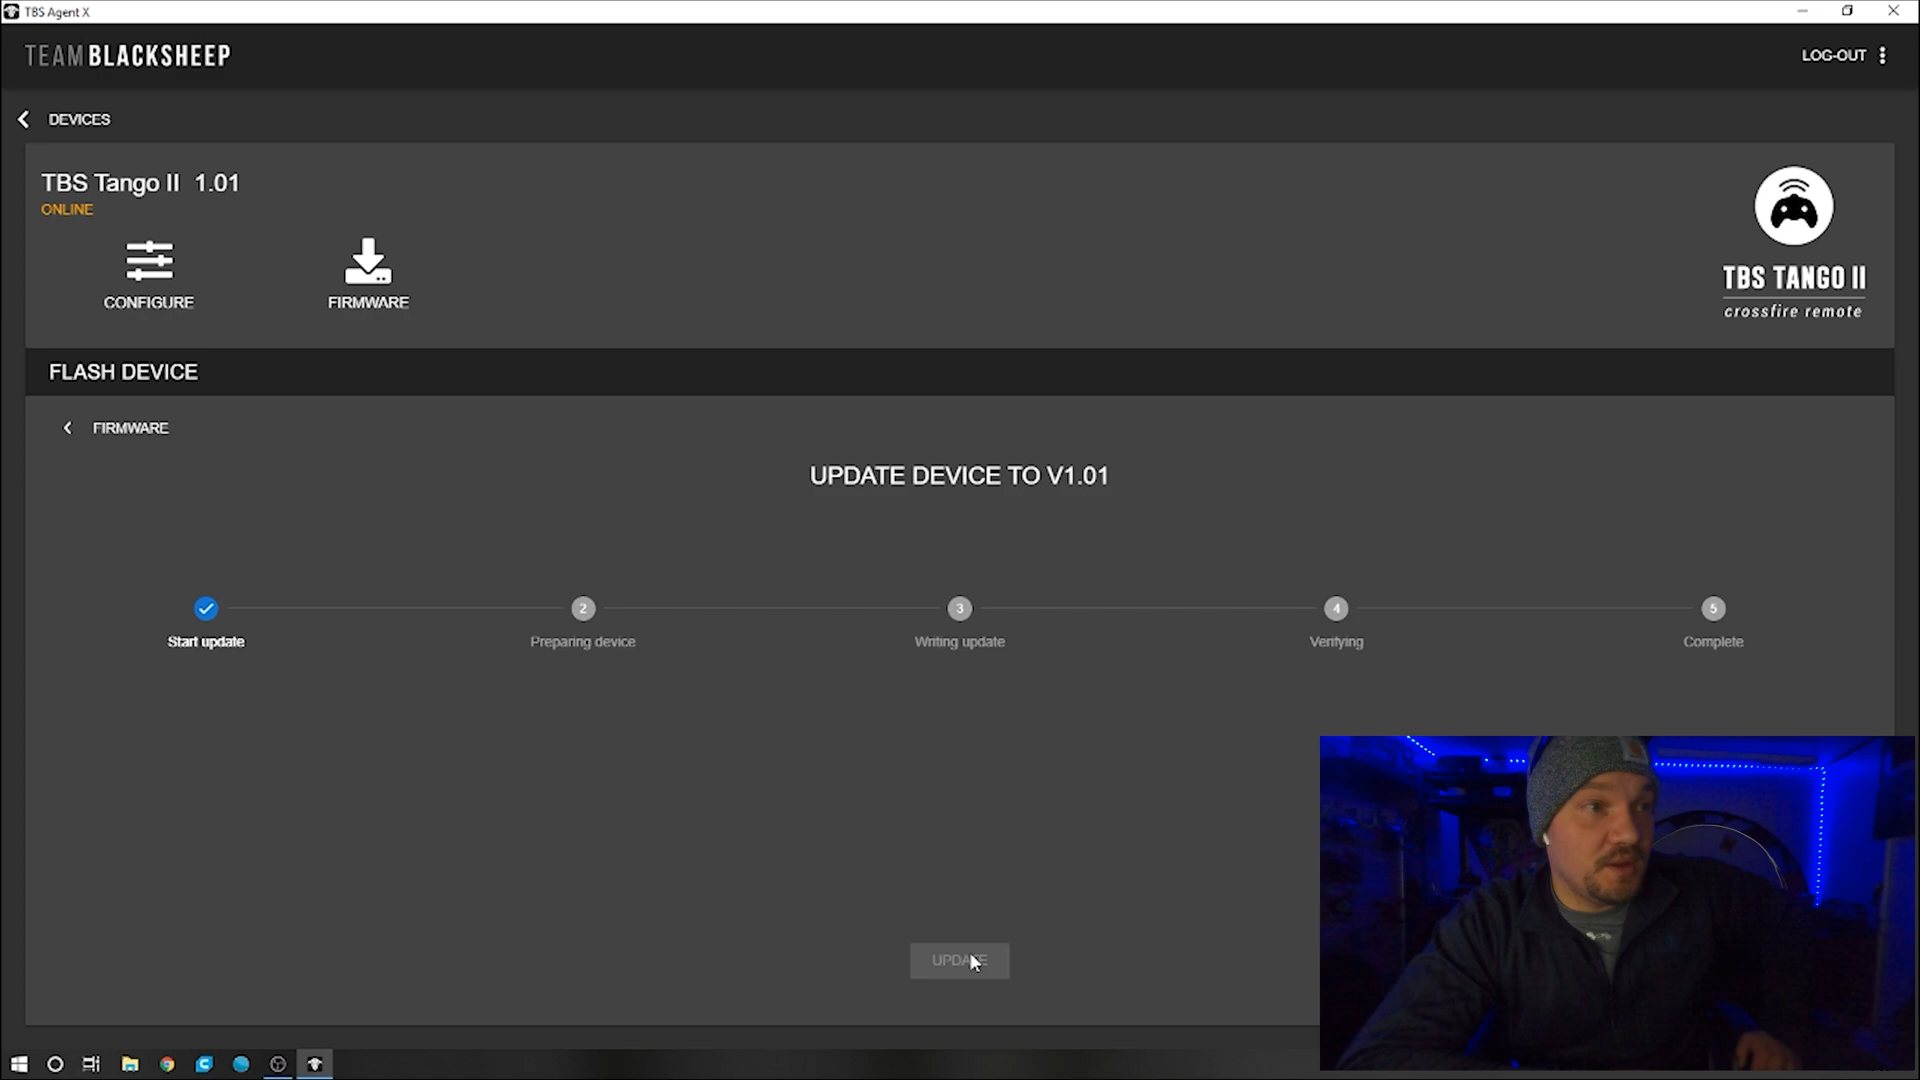 TBS Agent X
TEAMBLACKSHEEP
LOG-OUT
DEVICES
TBS Tango II 1.01
ONLINE
CONFIGURE
FIRMWARE
TBS TANGO II
crossfire remote
FLASH DEVICE
FIRMWARE
UPDATE DEVICE TO V1.01
2
3
4
5
Start update
Preparing device
Writing update
Verifying
Complete
UPDATE